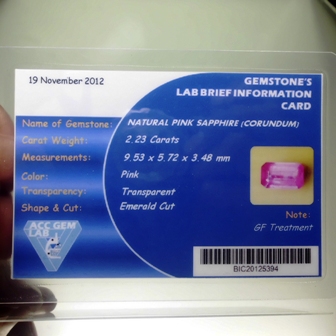 19 November 2012
GEMSTONE'S
LAB BRIEF INFORMATION
CARD
Name of Gemstone: NATURAL PINK SAPPHIRE (CORUNDUM)
Carat Weight: 2.23 Carats
Measurements: 9.53 x 5.72 x 3.48 mm
Color: Pink
Transparency: Transparent
Shape & Cut: Emerald Cut
Note:
GF Treatment
ACC GEM
LAB
BIC20125394